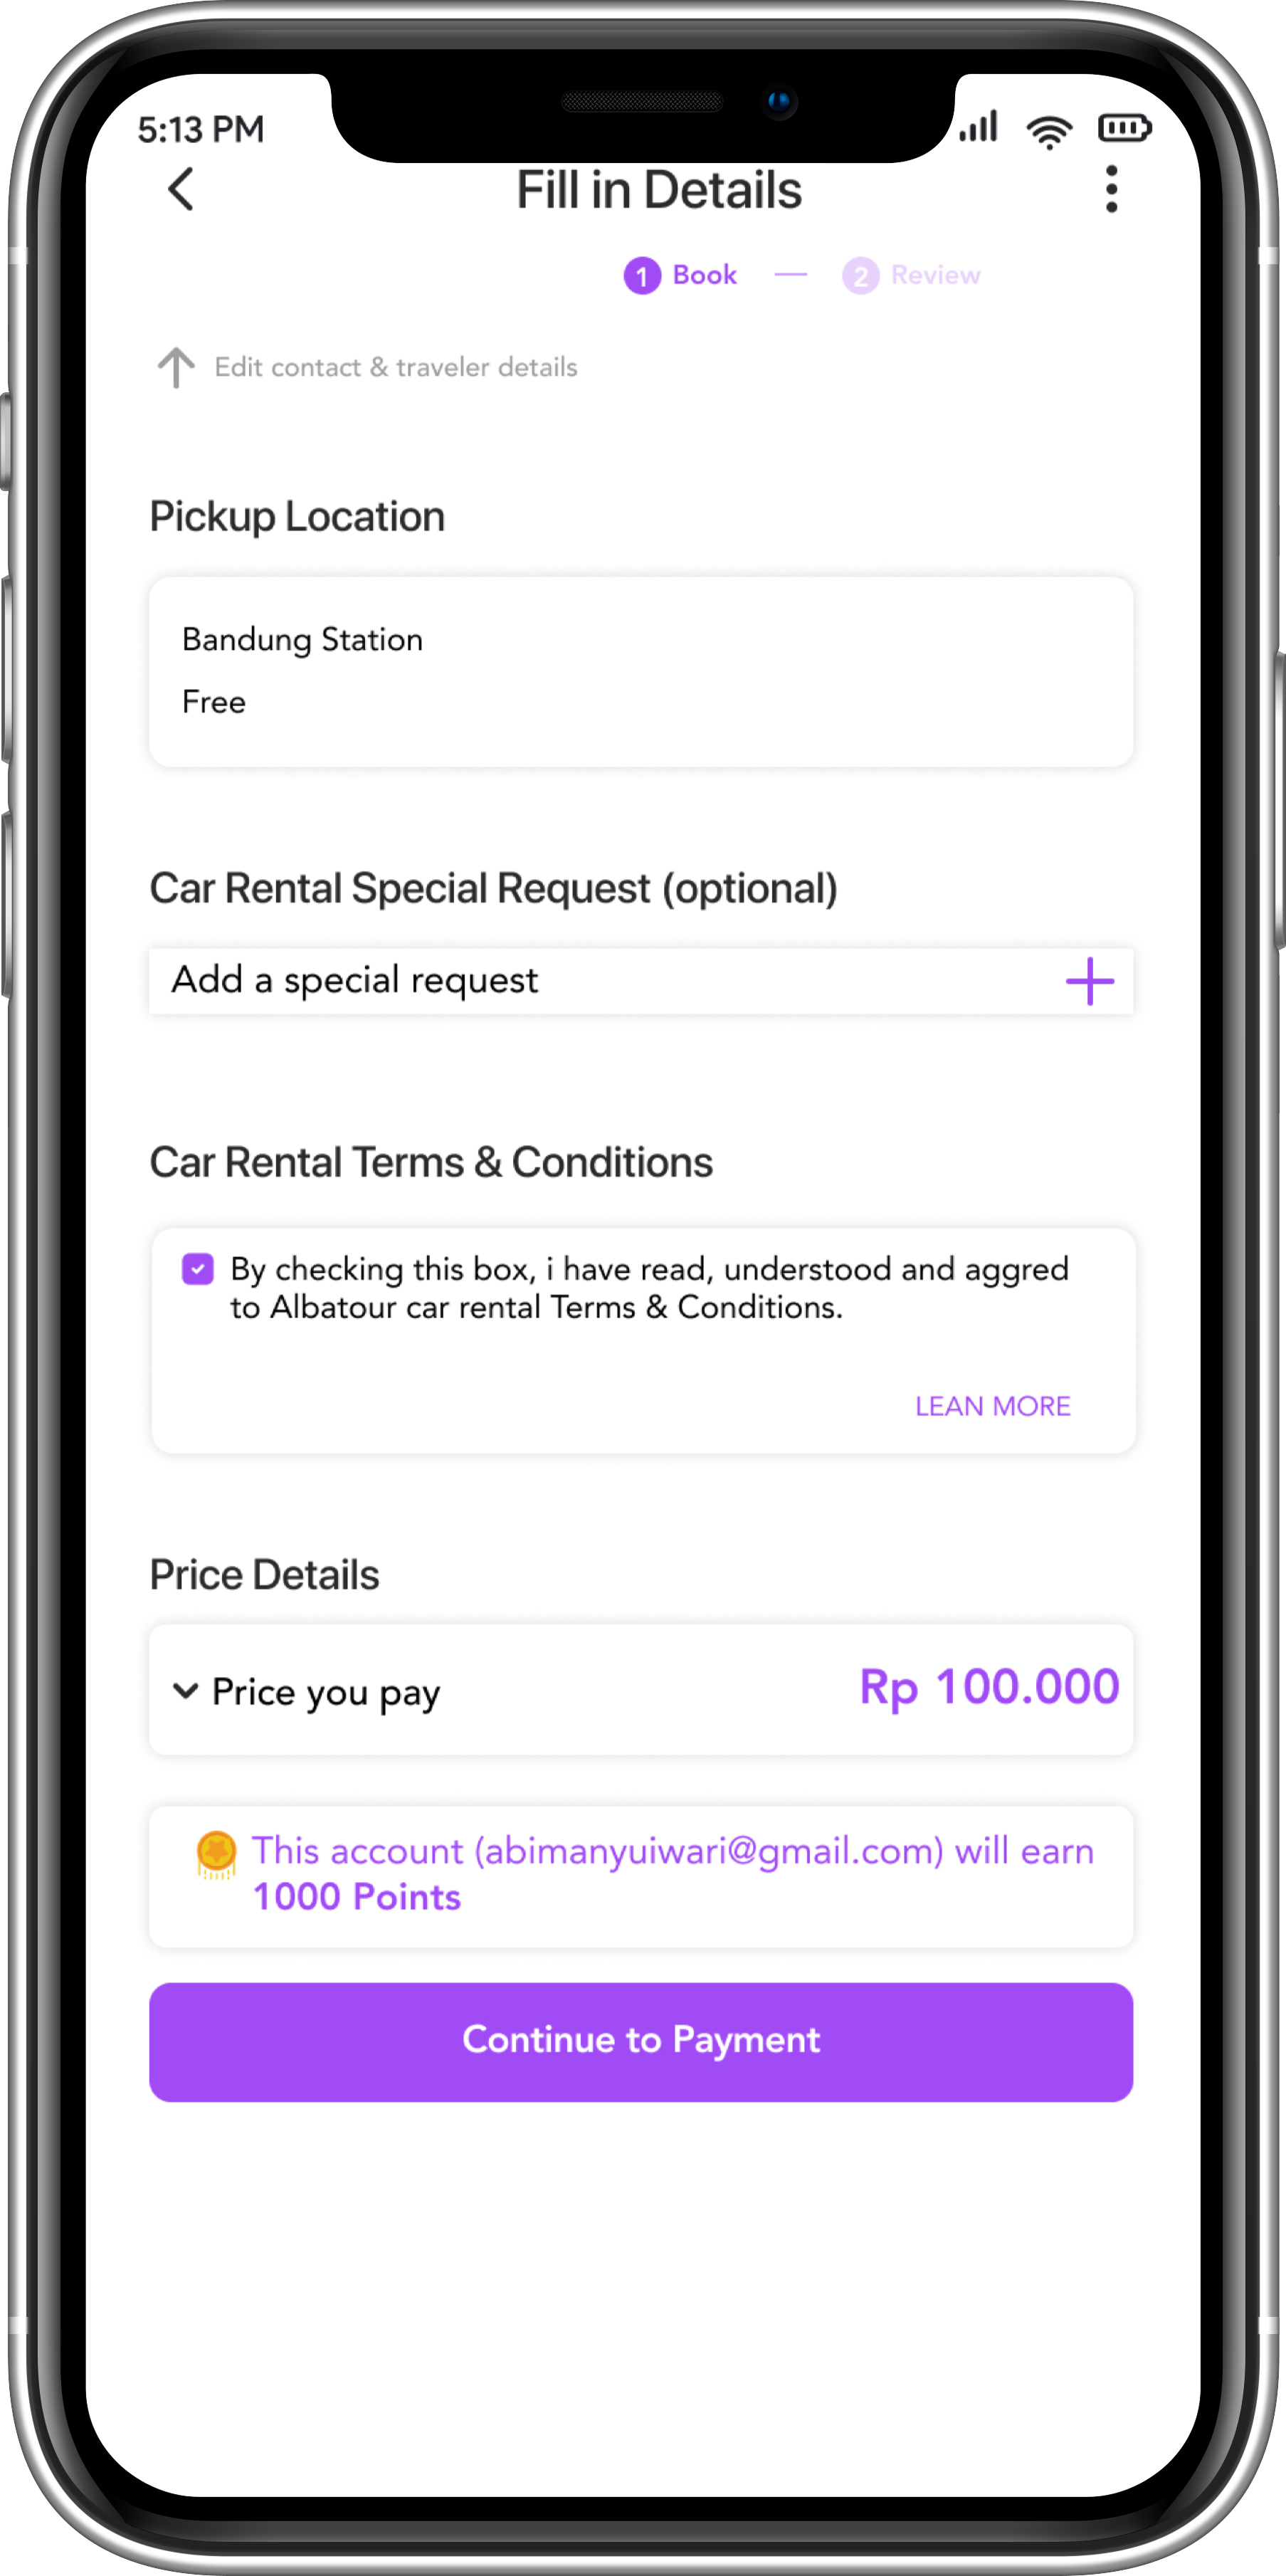 5:13 PM
Fill in Details
1 Book — 2 Review
Edit contact & traveler details
Pickup Location
Bandung Station
Free
Car Rental Special Request (optional)
Add a special request
Car Rental Terms & Conditions
By checking this box, i have read, understood and aggred
to Albatour car rental Terms & Conditions.
LEAN MORE
Price Details
Price you pay Rp 100.000
This account (abimanyuiwari@gmail.com) will earn
1000 Points
Continue to Payment